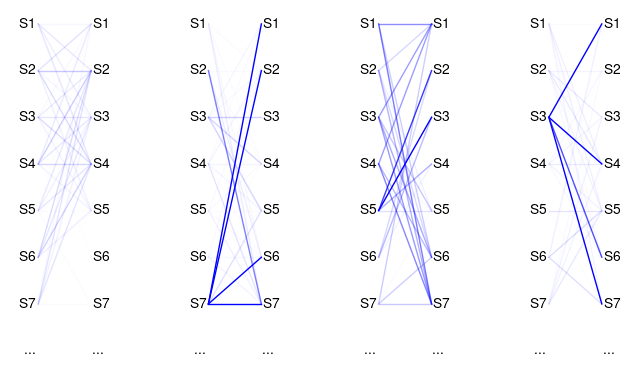 S1 S1 S1 S1 S1 S1 S1 S1
S2 S2 S2 S2 S2 S2 S2 S2
S3 S3 S3 S3 S3 S3 S3 S3
S4 S4 S4 S4 S4 S4 S4 S4
S5 S5 S5 S5 S5 S5 S5 S5
S6 S6 S6 S6 S6 S6 S6 S6
S7 S7 S7 S7 S7 S7 S7 S7
... ... ... ... ... ... ... ...